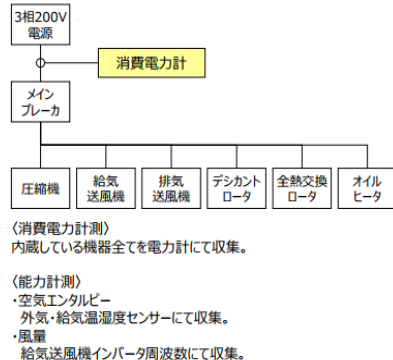 3相200V
電源
消費電力計
メイン
ブレーカ
圧縮機
給気
送風機
排気
送風機
デシカント
ロータ
全熱交換
ロータ
オイル
ヒータ
〈消費電力計測〉
内蔵している機器全てを電力計にて収集。
〈能力計測〉
・空気エンタルピー
外気・給気温湿度センサーにて収集。
・風量
給気送風機インバータ周波数にて収集。